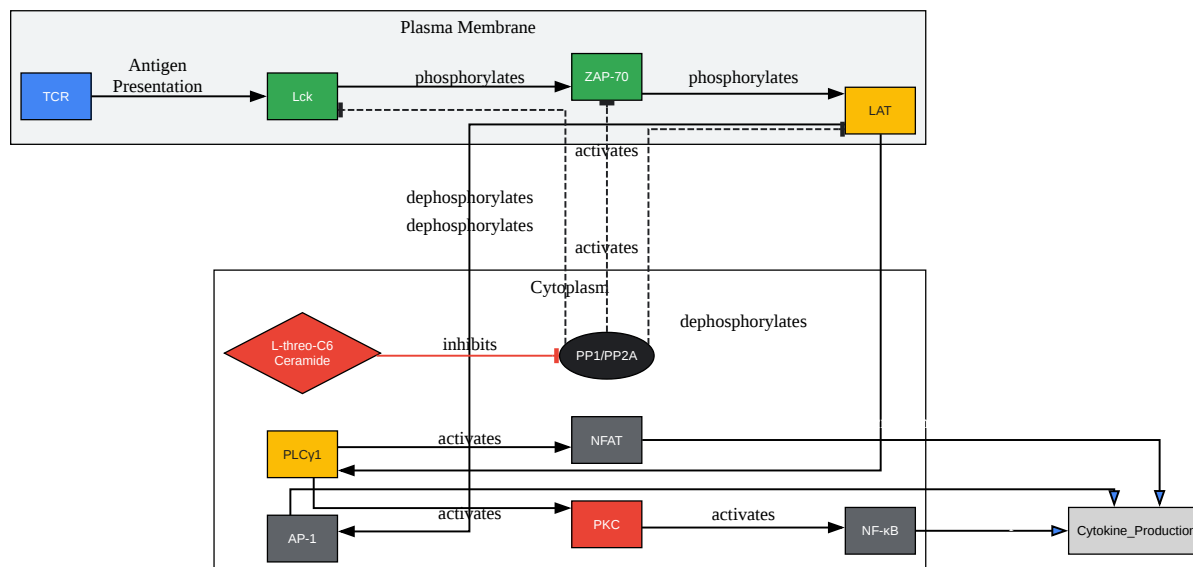 Plasma Membrane
Antigen
Presentation
phosphorylates
phosphorylates
TCR
Lck
ZAP-70
LAT
activates
dephosphorylates
dephosphorylates
activates
Cytoplasm
dephosphorylates
L-threo-C6
Ceramide
inhibits
PP1/PP2A
PLCγ1
activates
NFAT
activates
AP-1
PKC
activates
NF-κB
Cytokine_Production